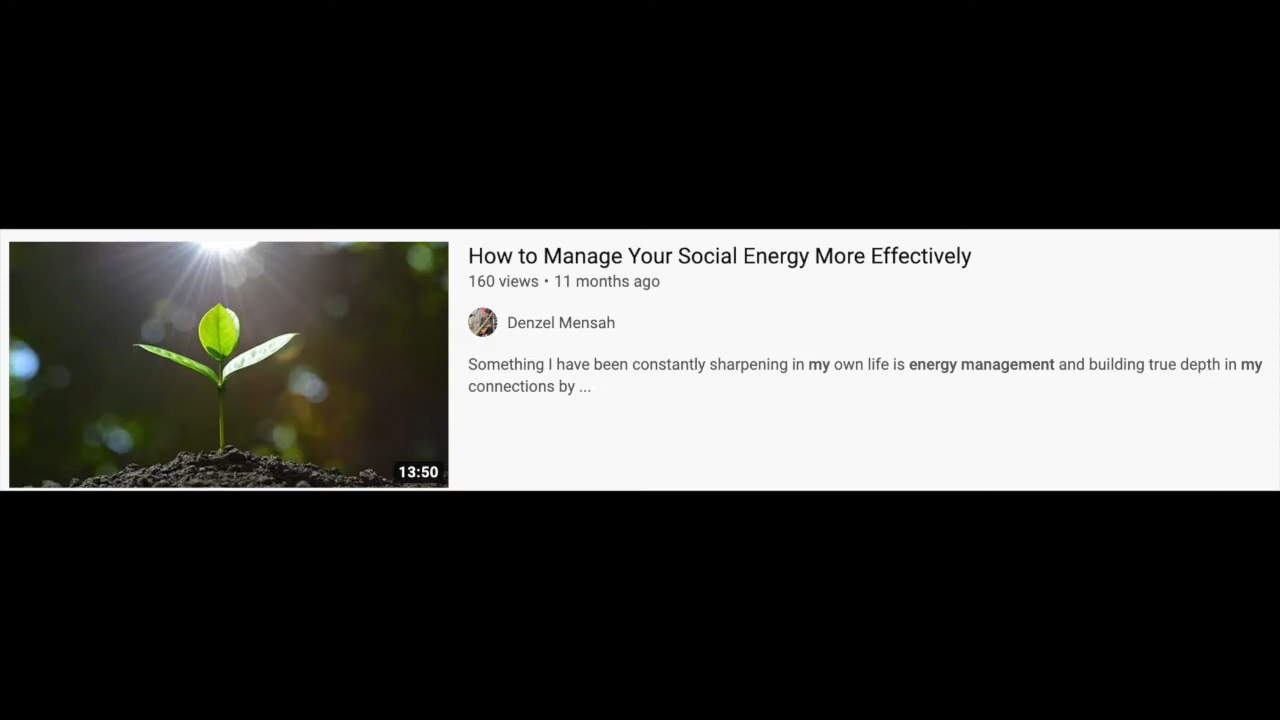 How to Manage Your Social Energy More Effectively
160 views • 11 months ago
Denzel Mensah
Something I have been constantly sharpening in my own life is energy management and building true depth in my
connections by ...
13:50